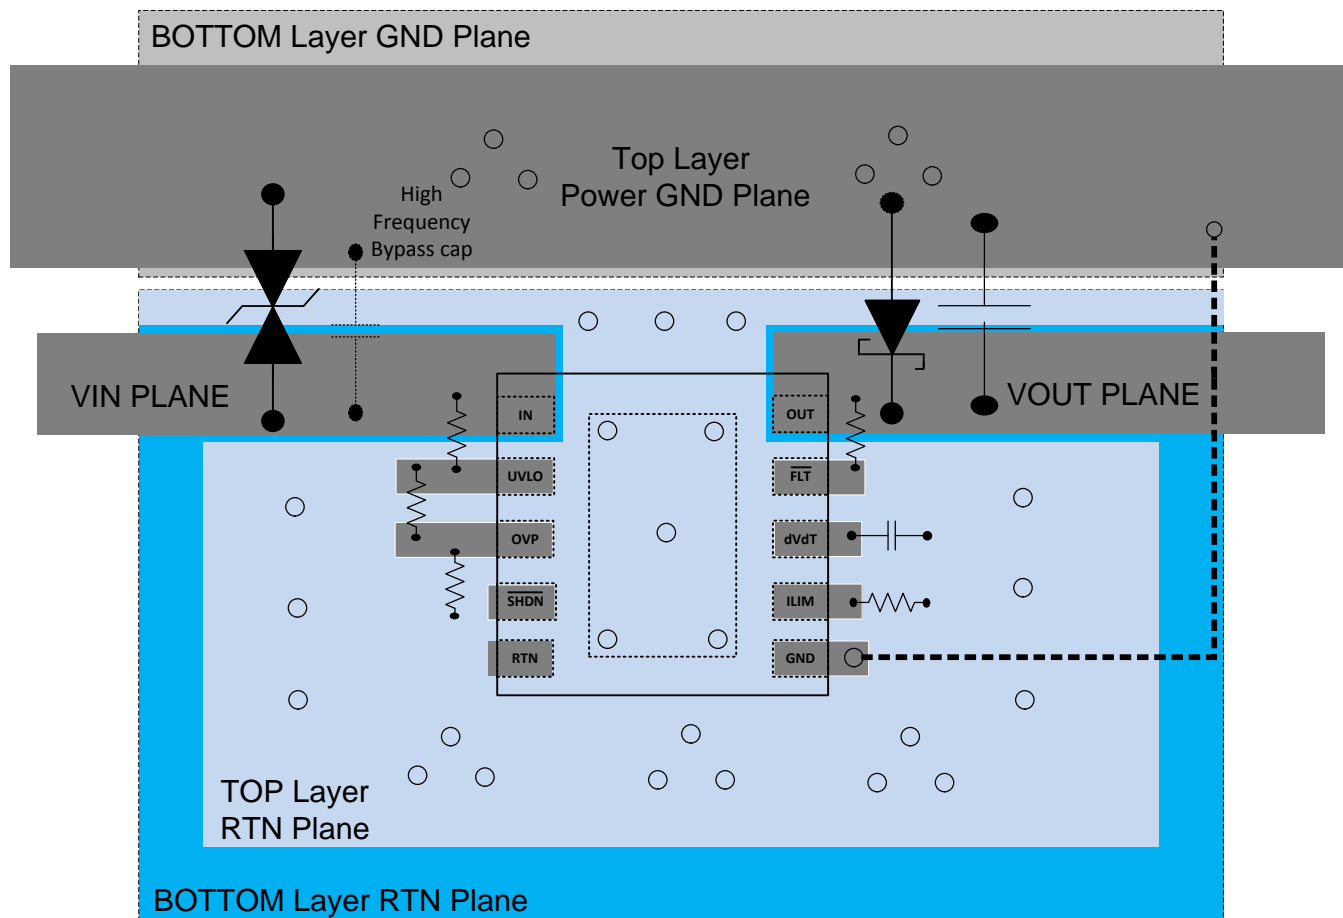 BOTTOM Layer GND Plane
Top Layer
Power GND Plane
High
Frequency
Bypass cap
VIN PLANE
VOUT PLANE
IN
OUT
UVLO
FLT
OVP
dVdT
SHDN
ILIM
RTN
GND
TOP Layer
RTN Plane
BOTTOM Layer RTN Plane